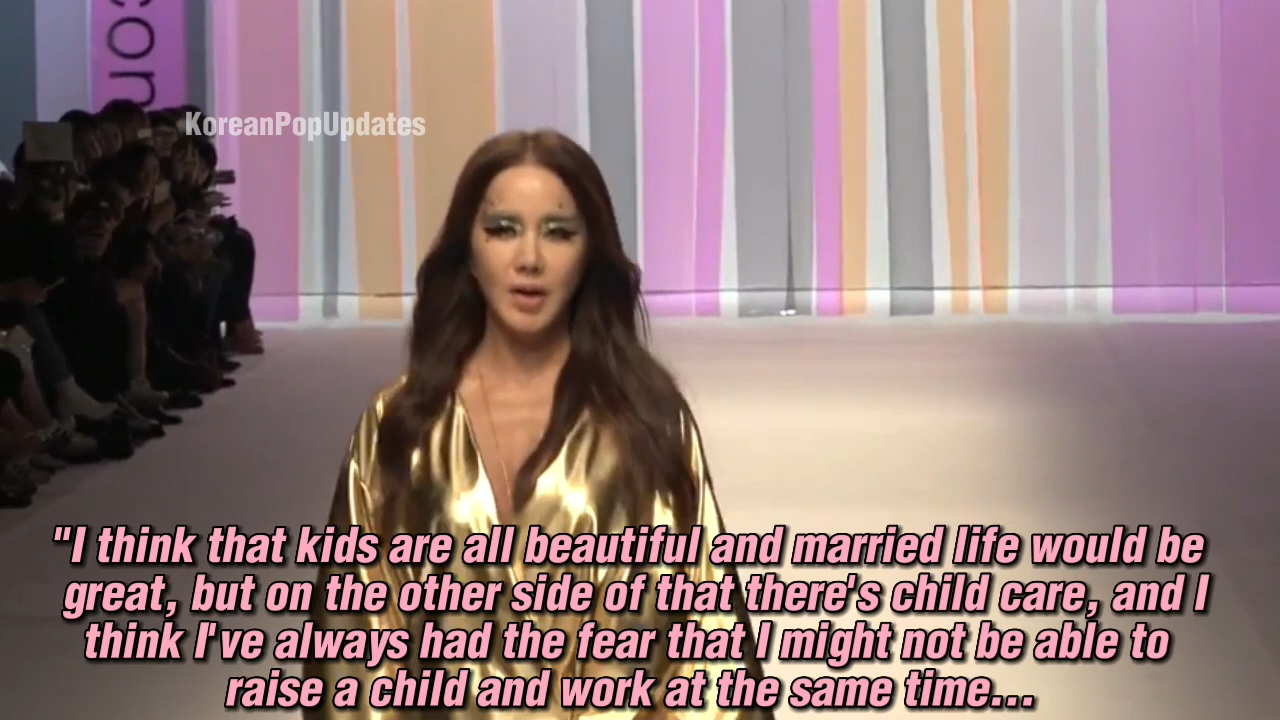 con
KoreanPopUpdates
"I think that kids are all beautiful and married life would be
great, but on the other side of that there's child care, and I
think I've always had the fear that I might not be able to
raise a child and work at the same time...